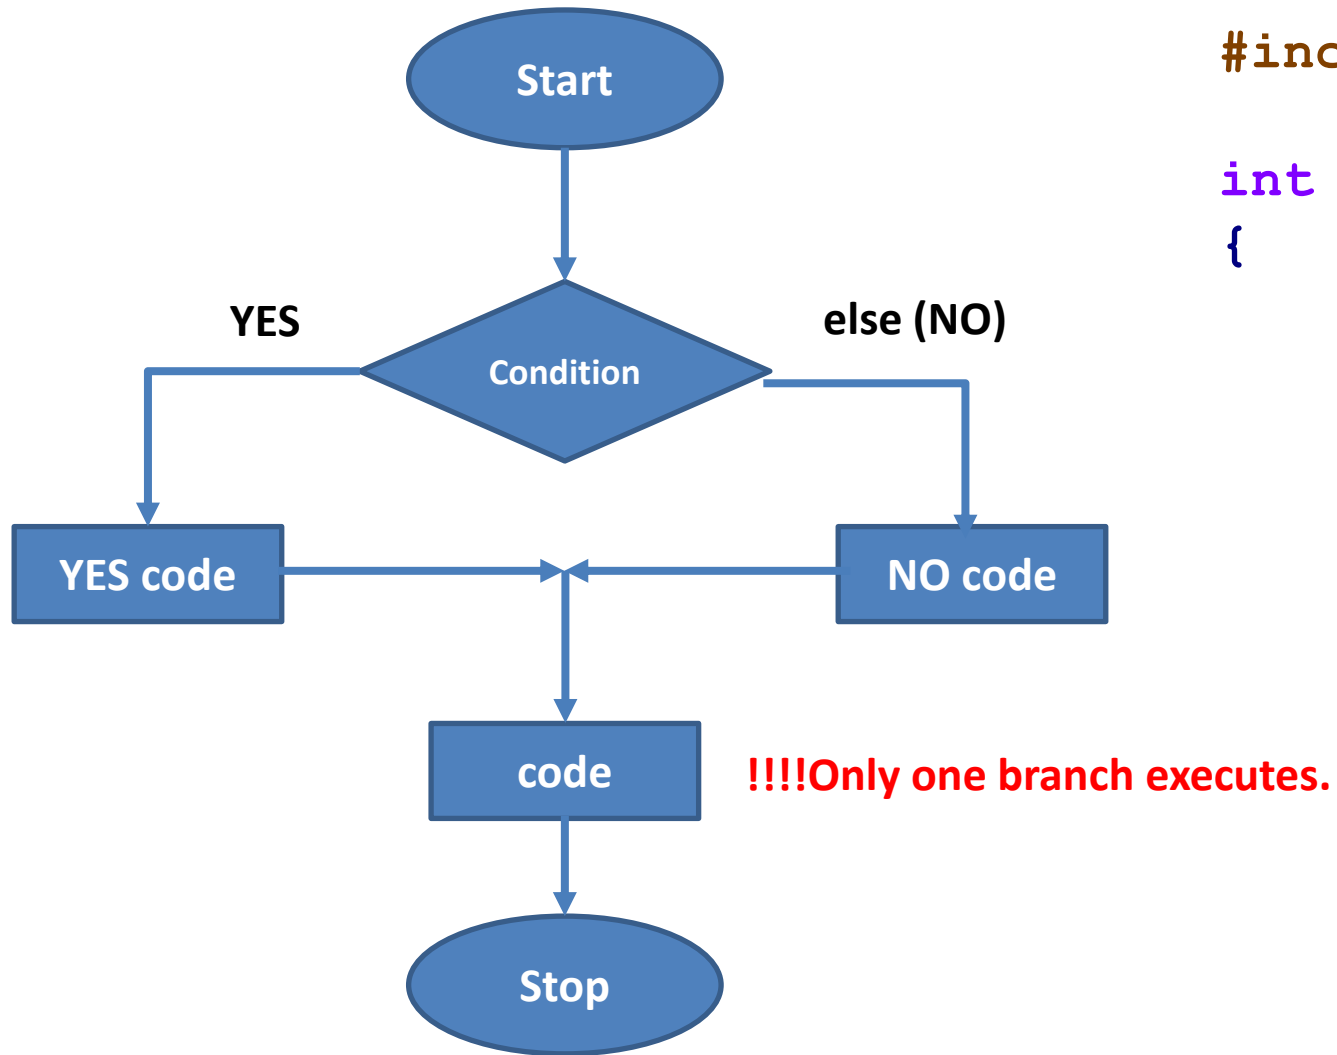 Start
YES
else (NO)
Condition
YES code
NO code
code
!!!!Only one branch executes.
Stop
#inc
int
{